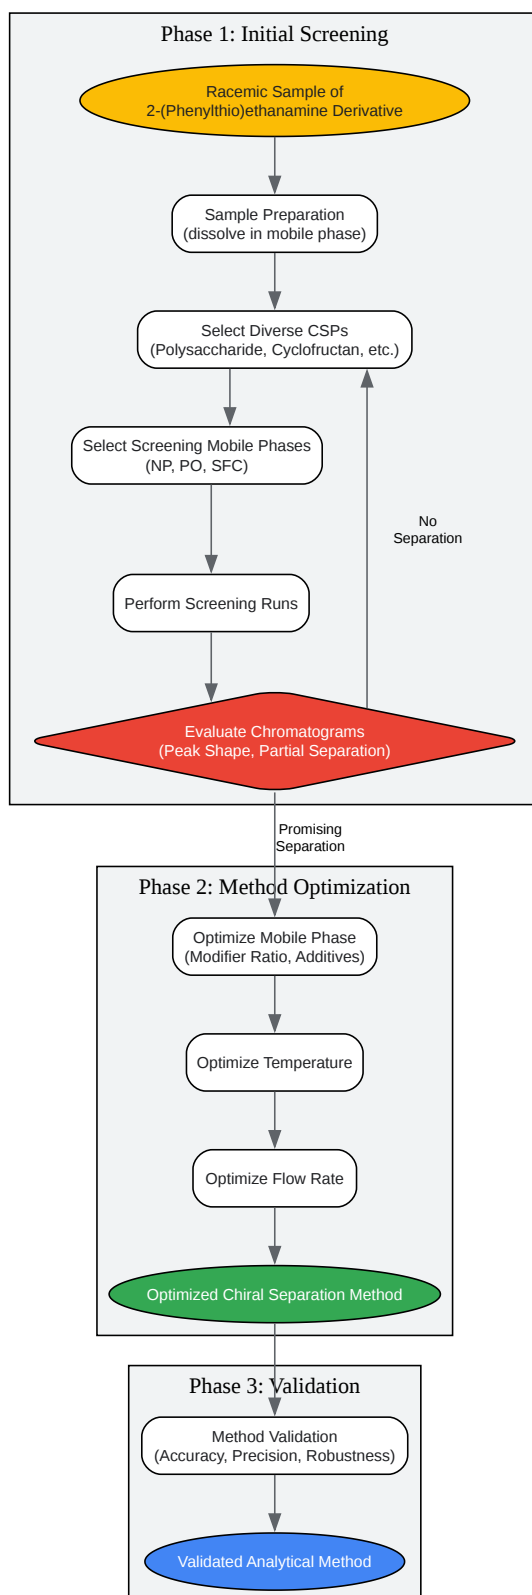 Phase 1: Initial Screening
Racemic Sample of
2-(Phenylthio)ethanamine Derivative
Sample Preparation
(dissolve in mobile phase)
Select Diverse CSPs
(Polysaccharide, Cyclofructan, etc.)
Select Screening Mobile Phases
(NP, PO, SFC)
No
Separation
Perform Screening Runs
Evaluate Chromatograms
(Peak Shape, Partial Separation)
Promising
Separation
Phase 2: Method Optimization
Optimize Mobile Phase
(Modifier Ratio, Additives)
Optimize Temperature
Optimize Flow Rate
Optimized Chiral Separation Method
Phase 3: Validation
Method Validation
(Accuracy, Precision, Robustness)
Validated Analytical Method